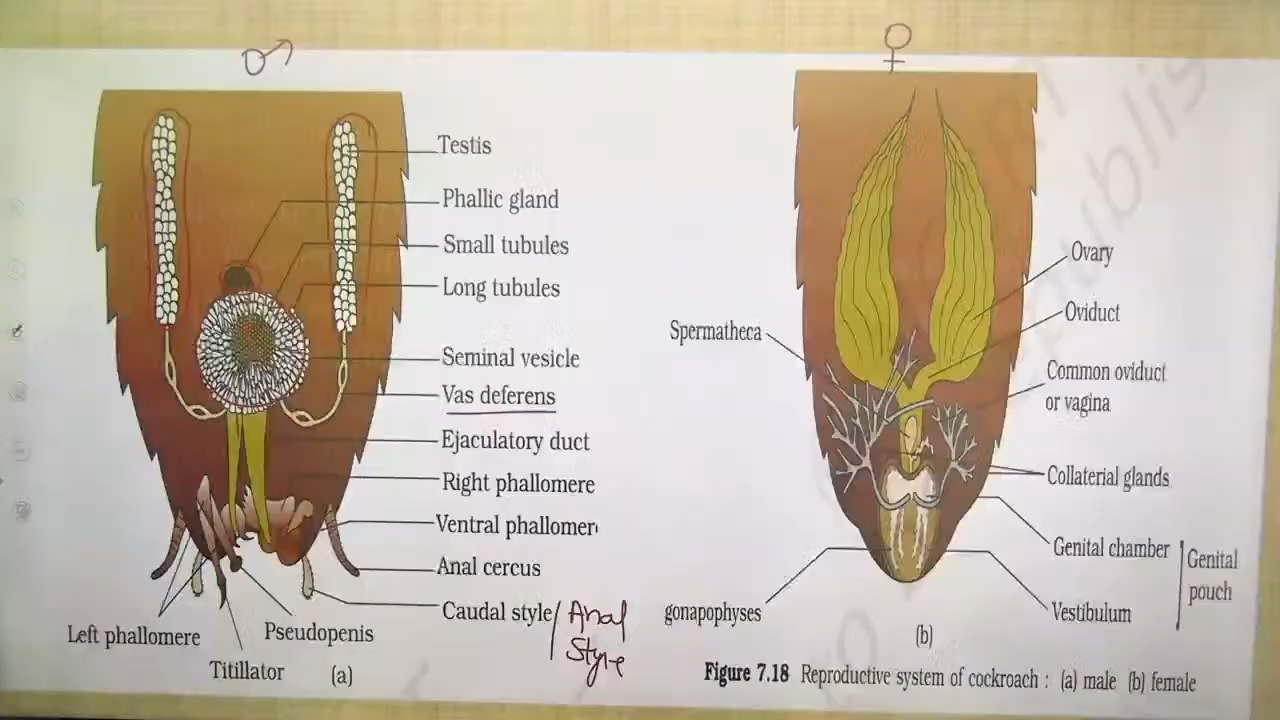 ♂
Testis
Phallic gland
Small tubules
Long tubules
Seminal vesicle
Vas deferens
Ejaculatory duct
Right phallomere
Ventral phallomer
Anal cercus
Caudal style/ Anal
Style
Left phallomere
Pseudopenis
Titillator
(a)
♀
Ovary
Oviduct
Spermatheca
Common oviduct
or vagina
Collaterial glands
Genital chamber
Genital
pouch
gonapophyses
Vestibulum
(b)
Figure 7.18 Reproductive system of cockroach : (a) male (b) female